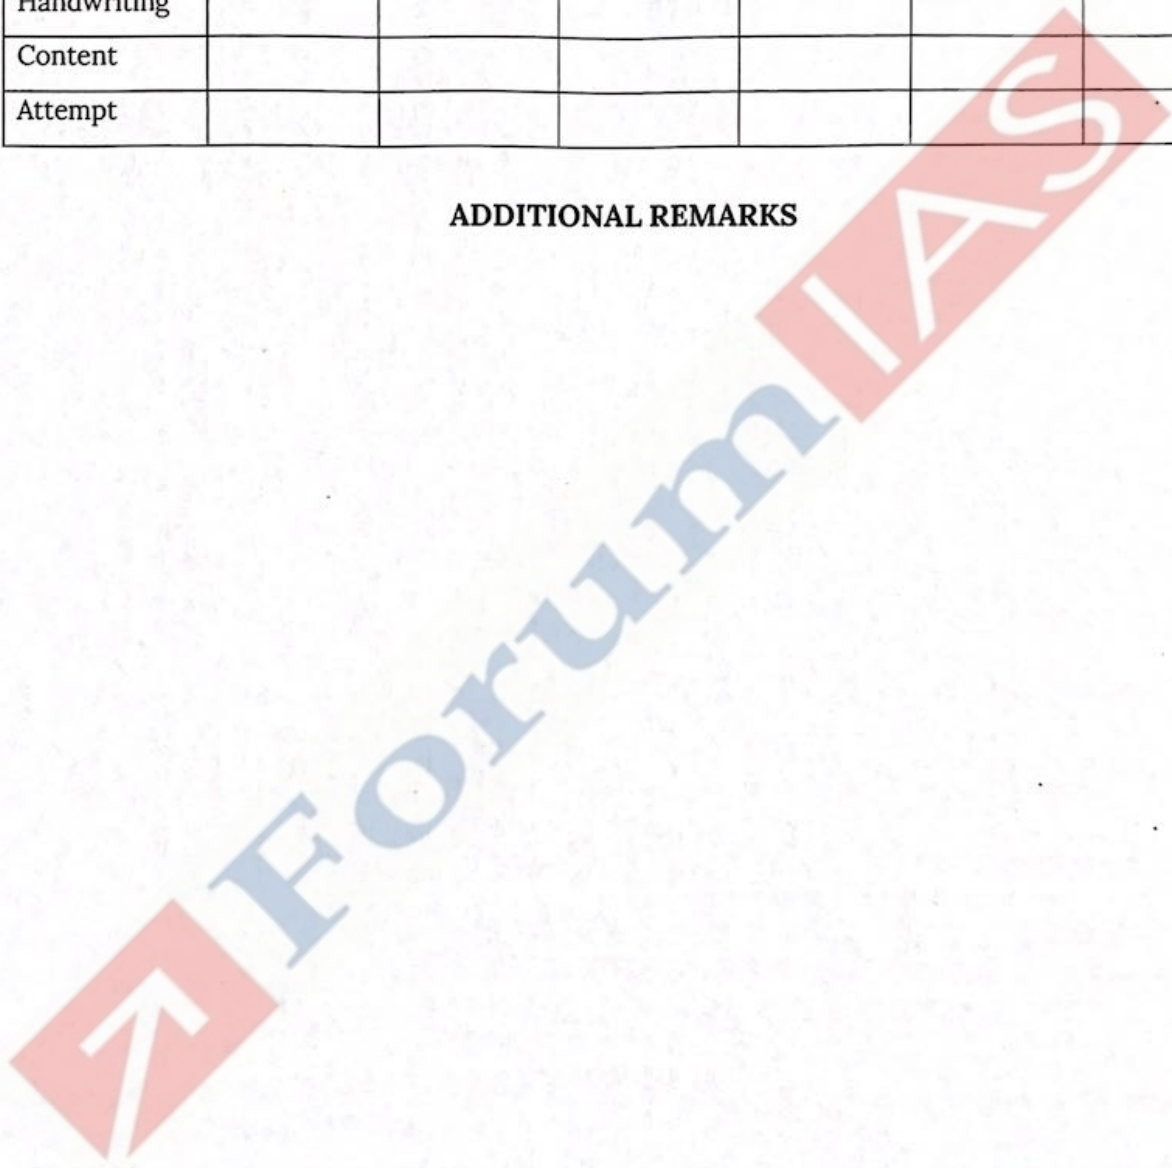 Handwriting
Content
Attempt
ADDITIONAL REMARKS
ForumIAS